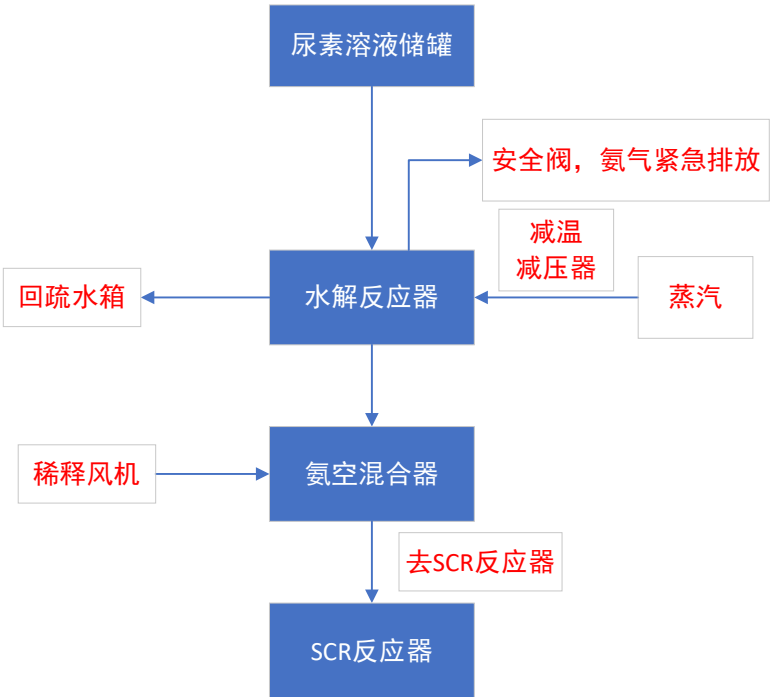 尿素溶液储罐
安全阀，氨气紧急排放
减温
减压器
回疏水箱
水解反应器
蒸汽
稀释风机
氨空混合器
去SCR反应器
SCR反应器